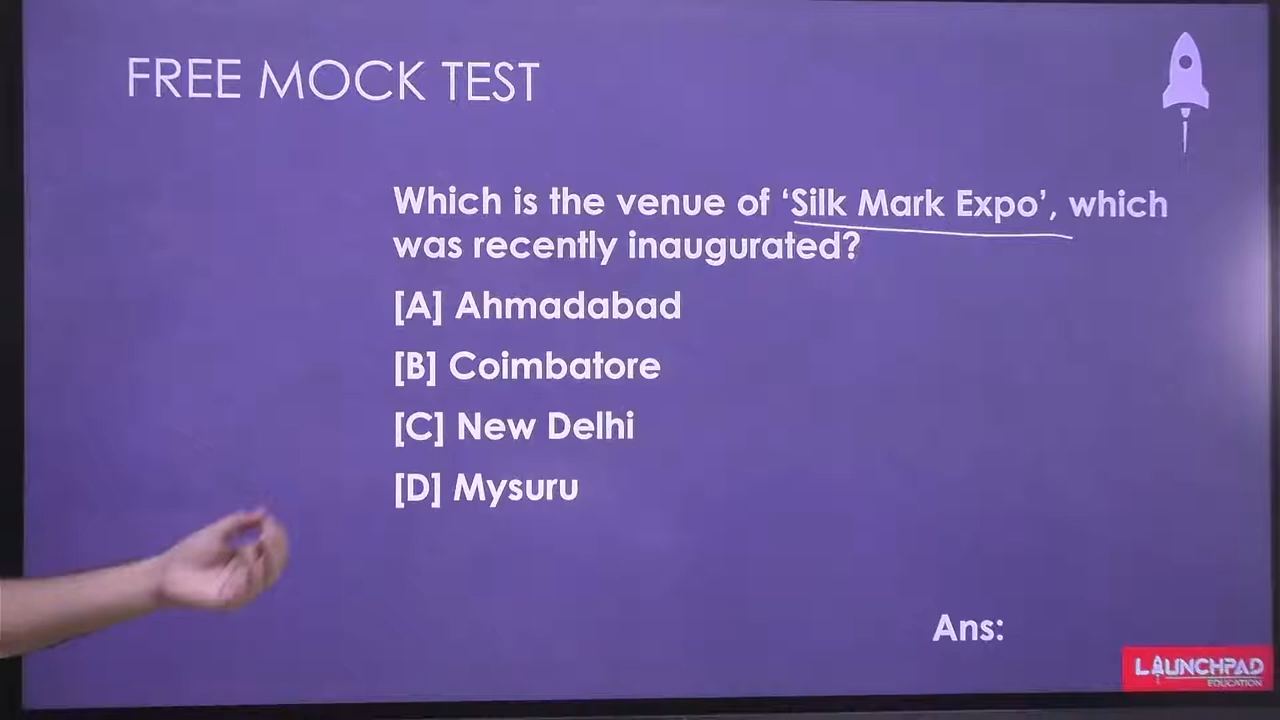 FREE MOCK TEST
Which is the venue of ‘Silk Mark Expo’, which
was recently inaugurated?
[A] Ahmadabad
[B] Coimbatore
[C] New Delhi
[D] Mysuru
Ans:
LAUNCHPAD
EDUCATION